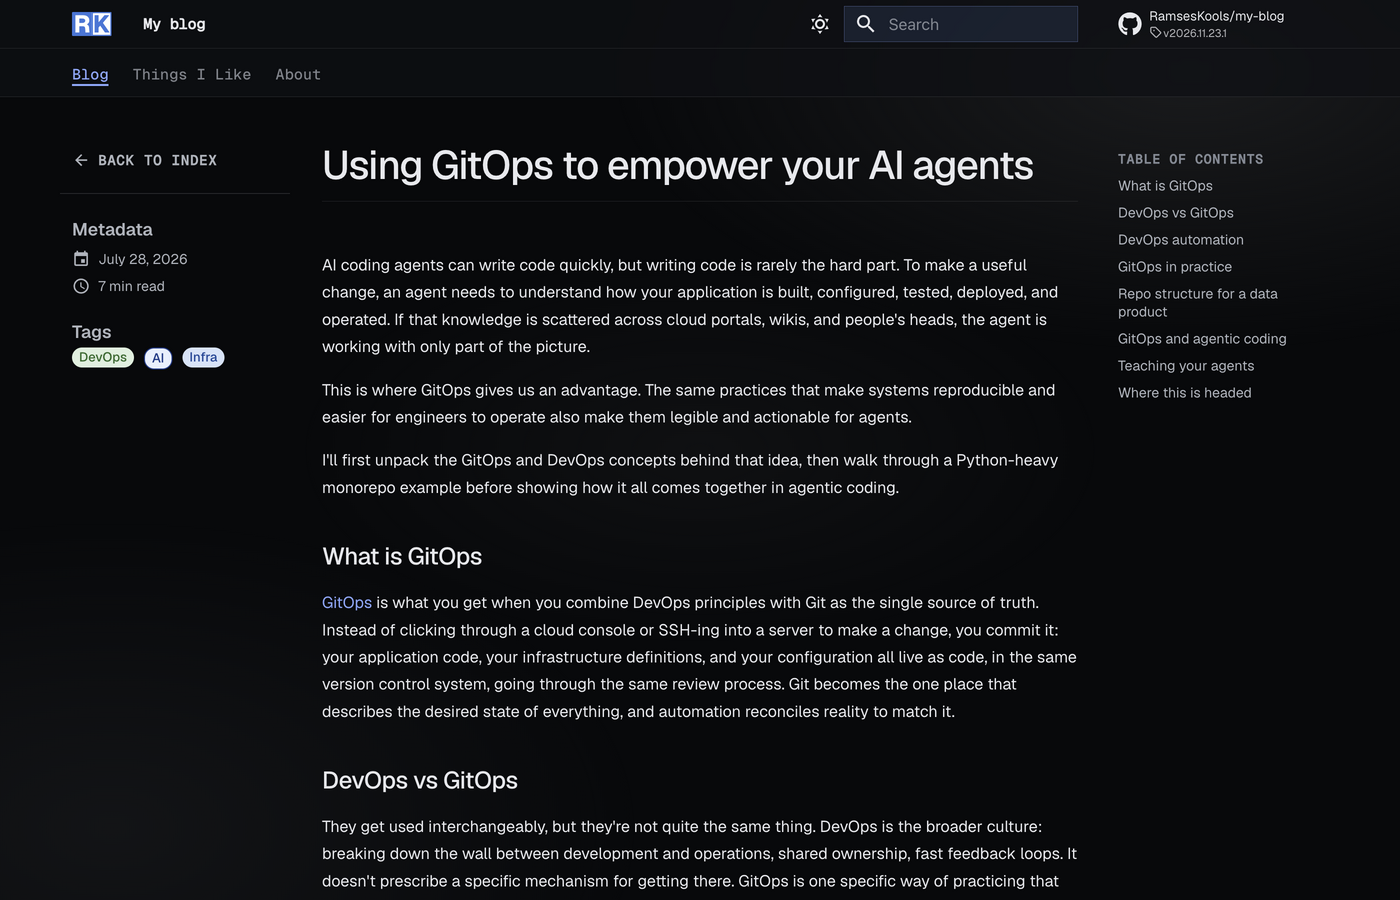 RK
My blog
Search
RamsesKools/my-blog
v2026.11.23.1
Blog
Things I Like
About
BACK TO INDEX
Metadata
July 28, 2026
7 min read
Tags
DevOps
AI
Infra
Using GitOps to empower your AI agents
AI coding agents can write code quickly, but writing code is rarely the hard part. To make a useful
change, an agent needs to understand how your application is built, configured, tested, deployed, and
operated. If that knowledge is scattered across cloud portals, wikis, and people's heads, the agent is
working with only part of the picture.
This is where GitOps gives us an advantage. The same practices that make systems reproducible and
easier for engineers to operate also make them legible and actionable for agents.
I'll first unpack the GitOps and DevOps concepts behind that idea, then walk through a Python-heavy
monorepo example before showing how it all comes together in agentic coding.
What is GitOps
GitOps is what you get when you combine DevOps principles with Git as the single source of truth.
Instead of clicking through a cloud console or SSH-ing into a server to make a change, you commit it:
your application code, your infrastructure definitions, and your configuration all live as code, in the same
version control system, going through the same review process. Git becomes the one place that
describes the desired state of everything, and automation reconciles reality to match it.
DevOps vs GitOps
They get used interchangeably, but they're not quite the same thing. DevOps is the broader culture:
breaking down the wall between development and operations, shared ownership, fast feedback loops. It
doesn't prescribe a specific mechanism for getting there. GitOps is one specific way of practicing that
TABLE OF CONTENTS
What is GitOps
DevOps vs GitOps
DevOps automation
GitOps in practice
Repo structure for a data
product
GitOps and agentic coding
Teaching your agents
Where this is headed